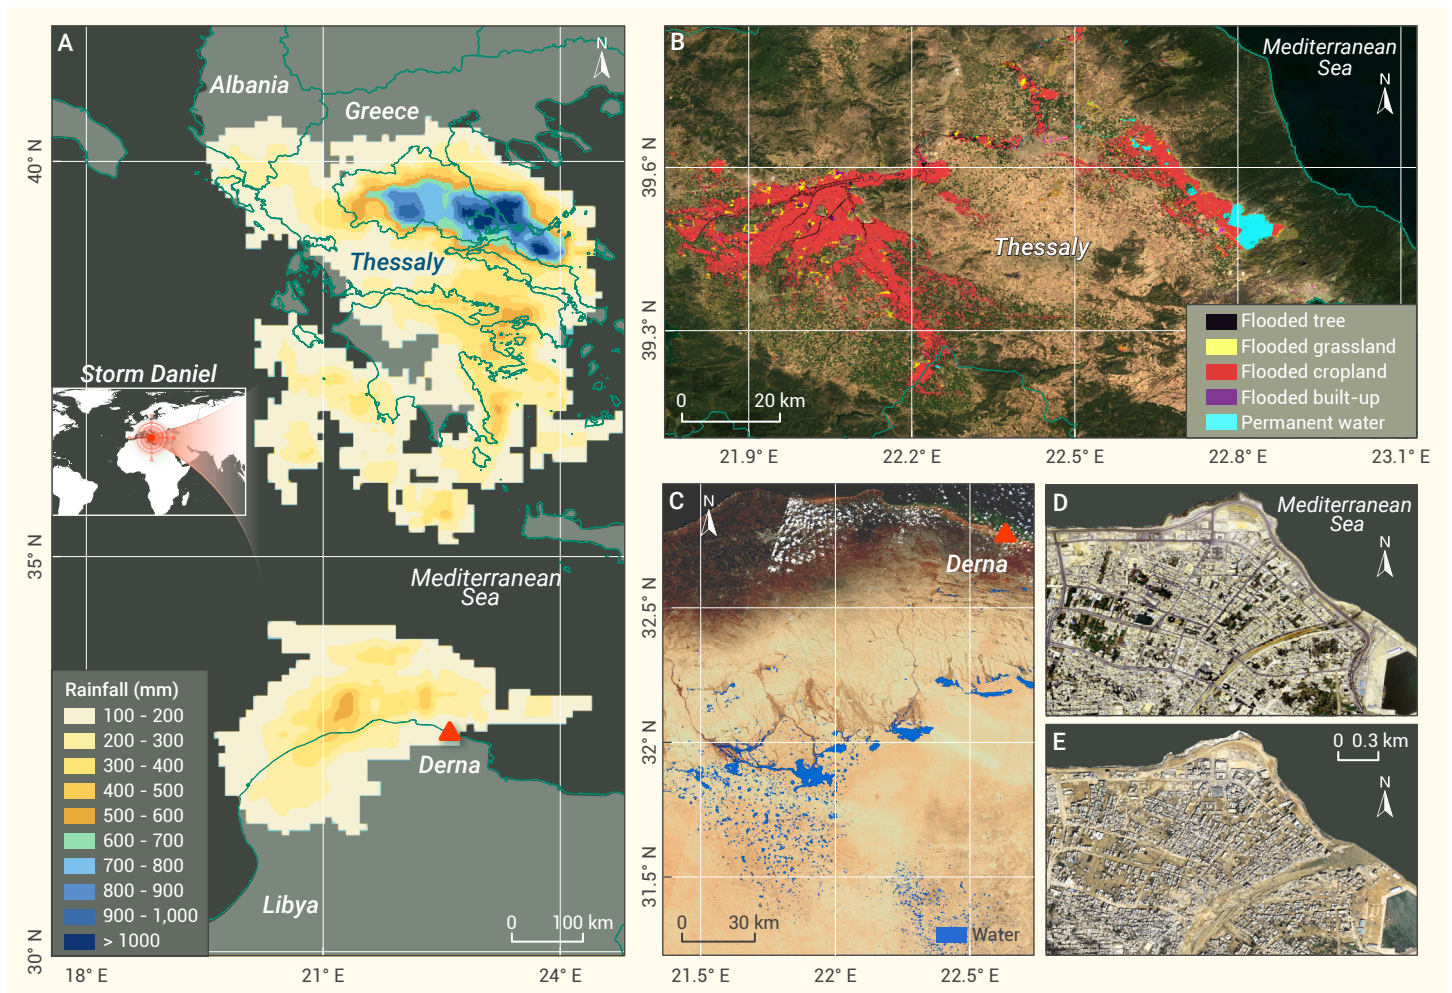 A
N
Albania
Greece
Thessaly
Storm Daniel
Mediterranean
Sea
Derna
Libya
Rainfall (mm)
100 - 200
200 - 300
300 - 400
400 - 500
500 - 600
600 - 700
700 - 800
800 - 900
900 - 1,000
> 1000
0 100 km
40° N
35° N
30° N
18° E
21° E
24° E
B
Mediterranean
Sea
N
Thessaly
Flooded tree
Flooded grassland
Flooded cropland
Flooded built-up
Permanent water
0 20 km
39.6° N
39.3° N
21.9° E
22.2° E
22.5° E
22.8° E
23.1° E
C
N
Derna
32.5° N
32° N
31.5° N
0 30 km
Water
21.5° E
22° E
22.5° E
D
Mediterranean
Sea
N
E
0 0.3 km
N